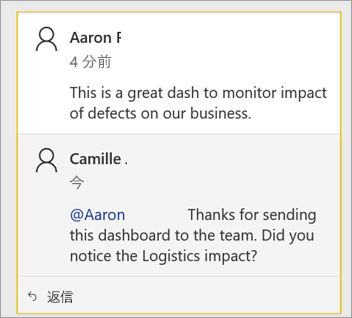 Aaron F
4 分前
This is a great dash to monitor impact
of defects on our business.
Camille .
今
@Aaron Thanks for sending
this dashboard to the team. Did you
notice the Logistics impact?
返信